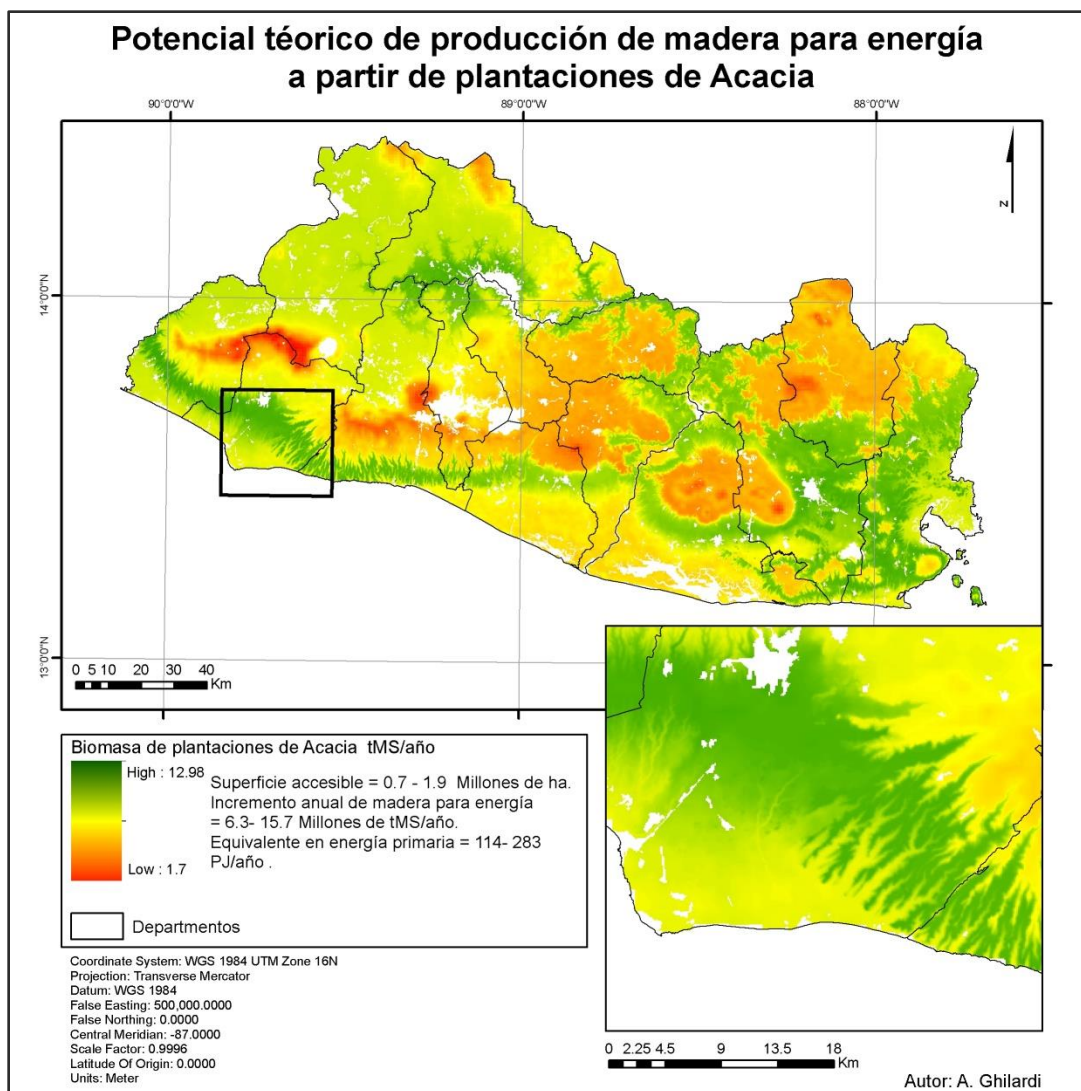 Potencial téorico de producción de madera para energía
a partir de plantaciones de Acacia
90°0'0"W
89°0'0"W
88°0'0"W
N
14°0'0"N
13°0'0"N
0 5 10 20 30 40
Km
Biomasa de plantaciones de Acacia tMS/año
High : 12.98
Low : 1.7
Superficie accesible = 0.7 - 1.9 Millones de ha.
Incremento anual de madera para energía
= 6.3- 15.7 Millones de tMS/año.
Equivalente en energía primaria = 114- 283
PJ/año .
Departmentos
Coordinate System: WGS 1984 UTM Zone 16N
Projection: Transverse Mercator
Datum: WGS 1984
False Easting: 500,000.0000
False Northing: 0.0000
Central Meridian: -87.0000
Scale Factor: 0.9996
Latitude Of Origin: 0.0000
Units: Meter
0 2.25 4.5 9 13.5 18
Km
Autor: A. Ghilardi